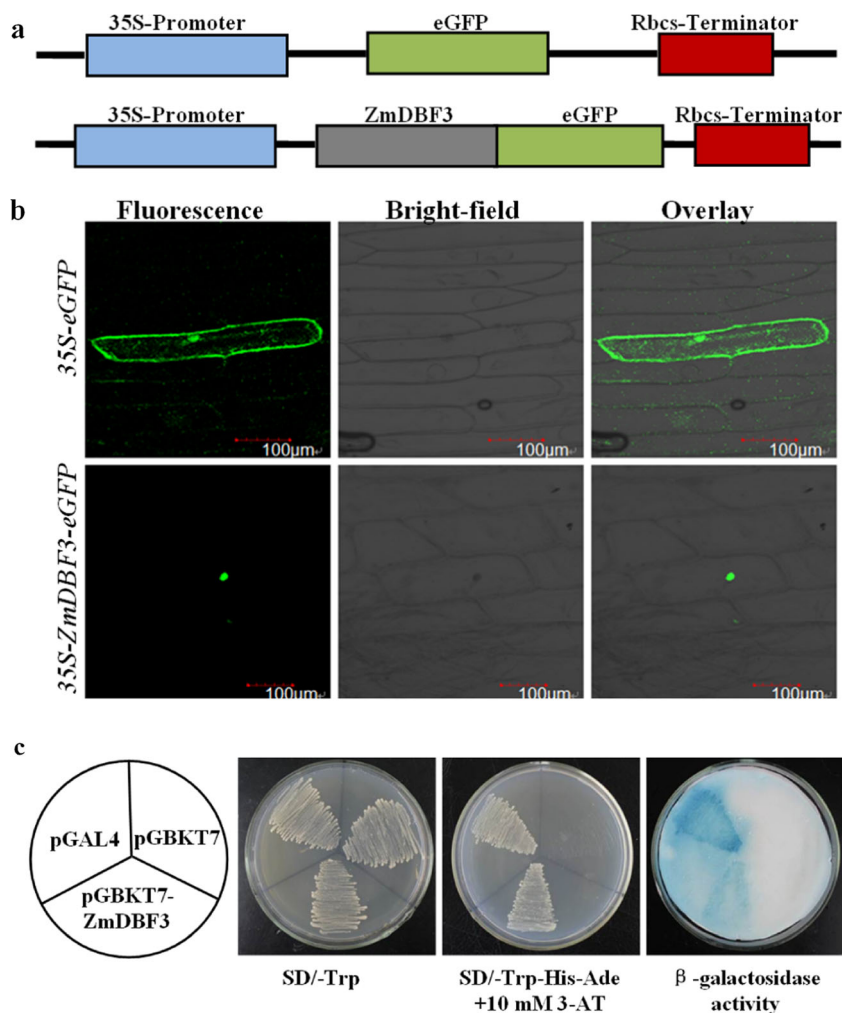 a
35S-Promoter eGFP Rbcs-Terminator
35S-Promoter ZmDBF3 eGFP Rbcs-Terminator
b
Fluorescence Bright-field Overlay
35S-eGFP
100μm 100μm 100μm
35S-ZmDBF3-eGFP
100μm 100μm 100μm
c
pGAL4 pGBKT7
pGBKT7-
ZmDBF3
SD/-Trp
SD/-Trp-His-Ade
+10 mM 3-AT
β-galactosidase
activity